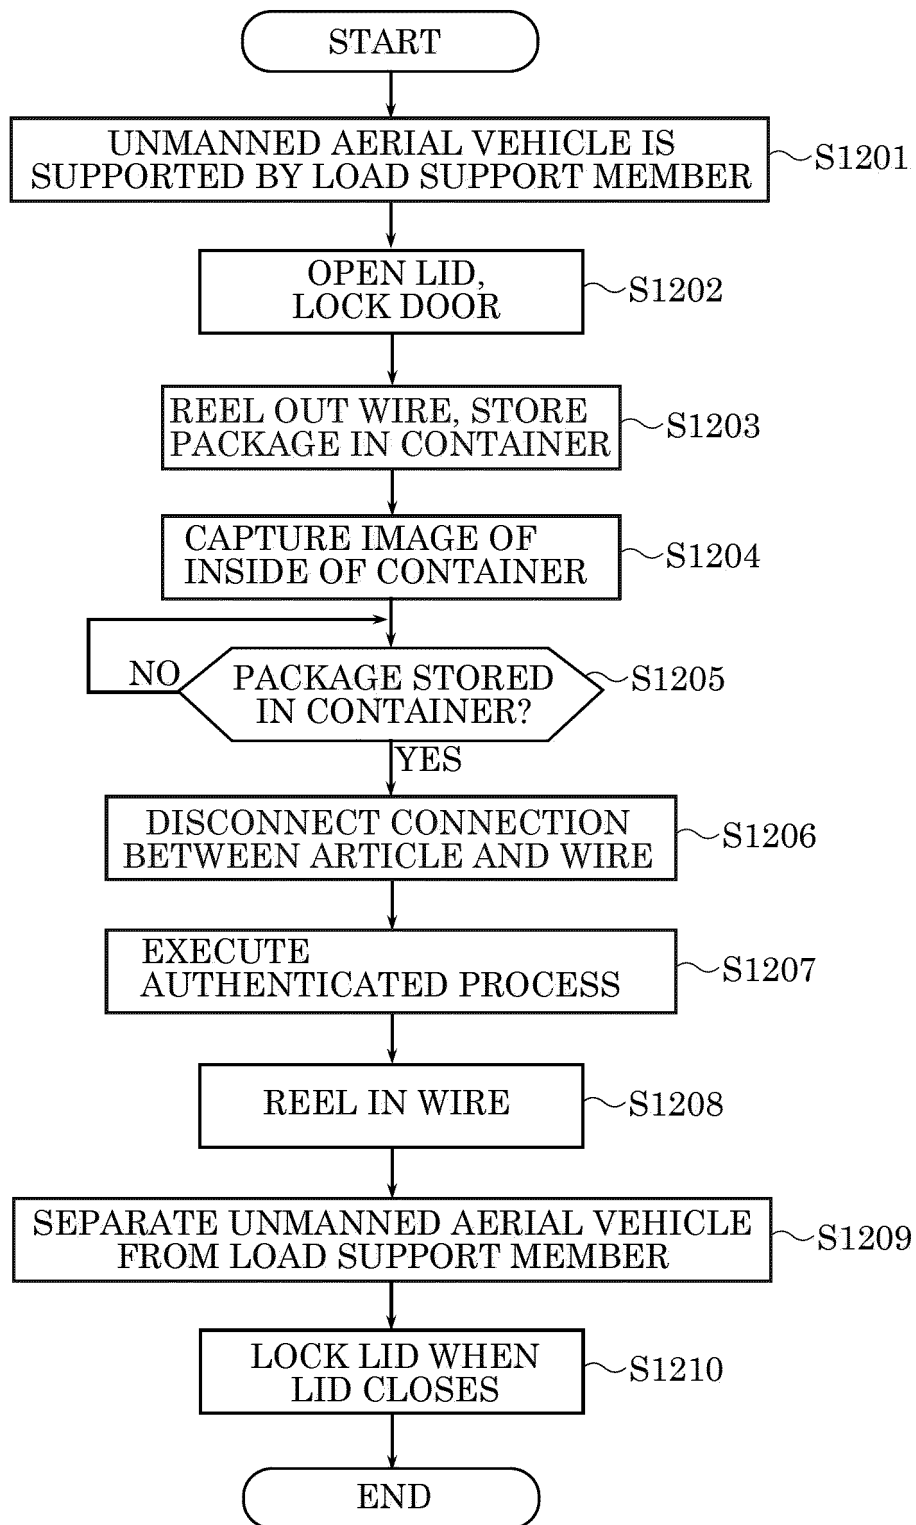 START
UNMANNED AERIAL VEHICLE IS
SUPPORTED BY LOAD SUPPORT MEMBER
S1201
OPEN LID,
LOCK DOOR
S1202
REEL OUT WIRE, STORE
PACKAGE IN CONTAINER
S1203
CAPTURE IMAGE OF
INSIDE OF CONTAINER
S1204
NO
PACKAGE STORED
IN CONTAINER?
S1205
YES
DISCONNECT CONNECTION
BETWEEN ARTICLE AND WIRE
S1206
EXECUTE
AUTHENTICATED PROCESS
S1207
REEL IN WIRE
S1208
SEPARATE UNMANNED AERIAL VEHICLE
FROM LOAD SUPPORT MEMBER
S1209
LOCK LID WHEN
LID CLOSES
S1210
END